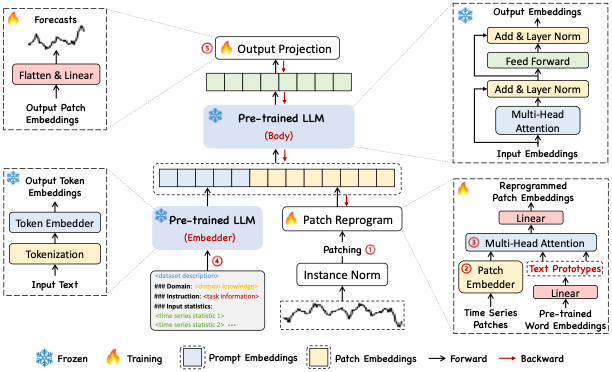 Forecasts
Flatten & Linear
Output Patch
Embeddings
⑤ Output Projection
Pre-trained LLM
(Body)
Output Embeddings
Add & Layer Norm
Feed Forward
Add & Layer Norm
Multi-Head
Attention
Input Embeddings
Output Token
Embeddings
Token Embedder
Tokenization
Input Text
Pre-trained LLM
(Embedder)
④
<dataset description>
### Domain: <domain knowledge>
### Instruction: <task information>
### Input statistics:
<time series statistic 1>
<time series statistic 2> ...
Patch Reprogram
Patching ①
Instance Norm
Reprogrammed
Patch Embeddings
Linear
③ Multi-Head Attention
② Patch
Embedder
Text Prototypes
Linear
Time Series
Patches
Pre-trained
Word Embeddings
Frozen
Training
Prompt Embeddings
Patch Embeddings
Forward
Backward